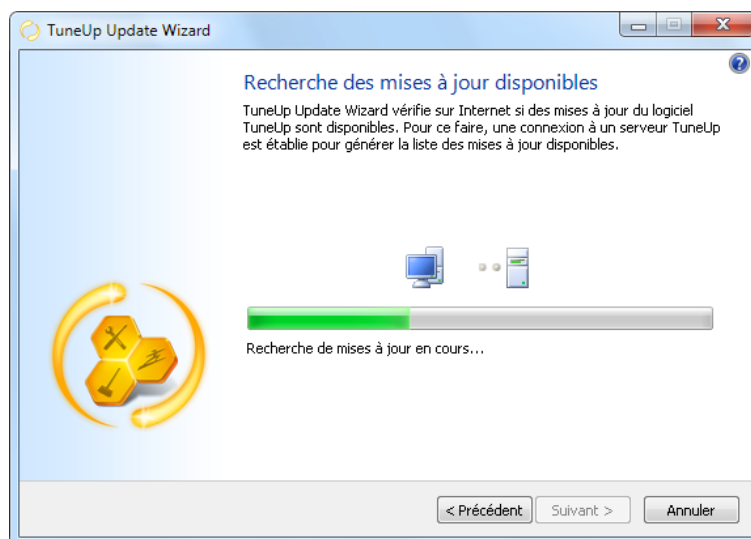 TuneUp Update Wizard
Recherche des mises à jour disponibles
TuneUp Update Wizard vérifie sur Internet si des mises à jour du logiciel
TuneUp sont disponibles. Pour ce faire, une connexion à un serveur TuneUp
est établie pour générer la liste des mises à jour disponibles.
Recherche de mises à jour en cours...
< Précédent Suivant > Annuler